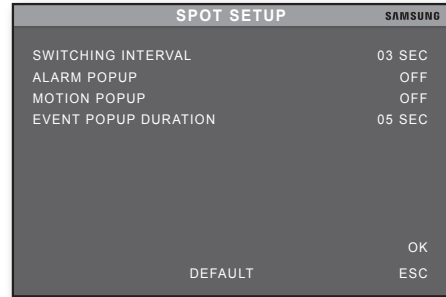 SPOT SETUP SAMSUNG
SWITCHING INTERVAL 03 SEC
ALARM POPUP OFF
MOTION POPUP OFF
EVENT POPUP DURATION 05 SEC
OK
DEFAULT ESC